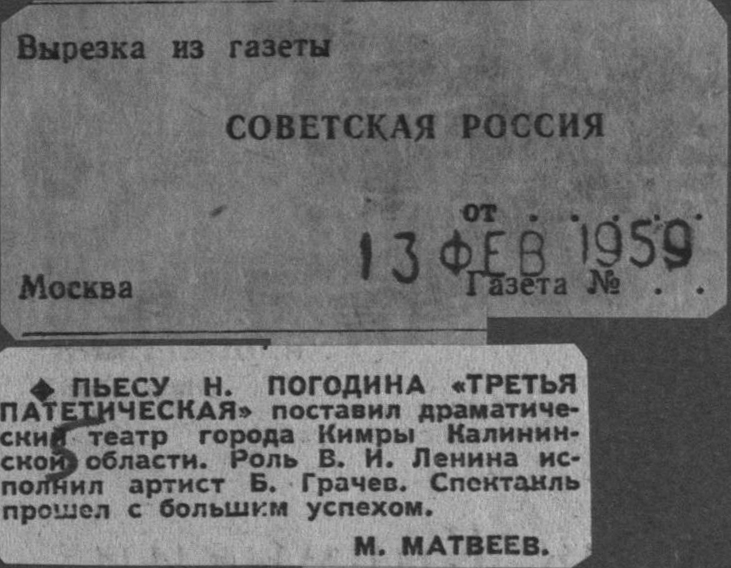 Вырезка из газеты
СОВЕТСКАЯ РОССИЯ
от . . . . .
13 ФЕВ 1959
Москва Газета № . .
◆ ПЬЕСУ Н. ПОГОДИНА «ТРЕТЬЯ
ПАТЕТИЧЕСКАЯ» поставил драматиче-
ский театр города Кимры Калинин-
ской области. Роль В. И. Ленина ис-
полнил артист Б. Грачев. Спектакль
прошел с большим успехом.
М. МАТВЕЕВ.
5